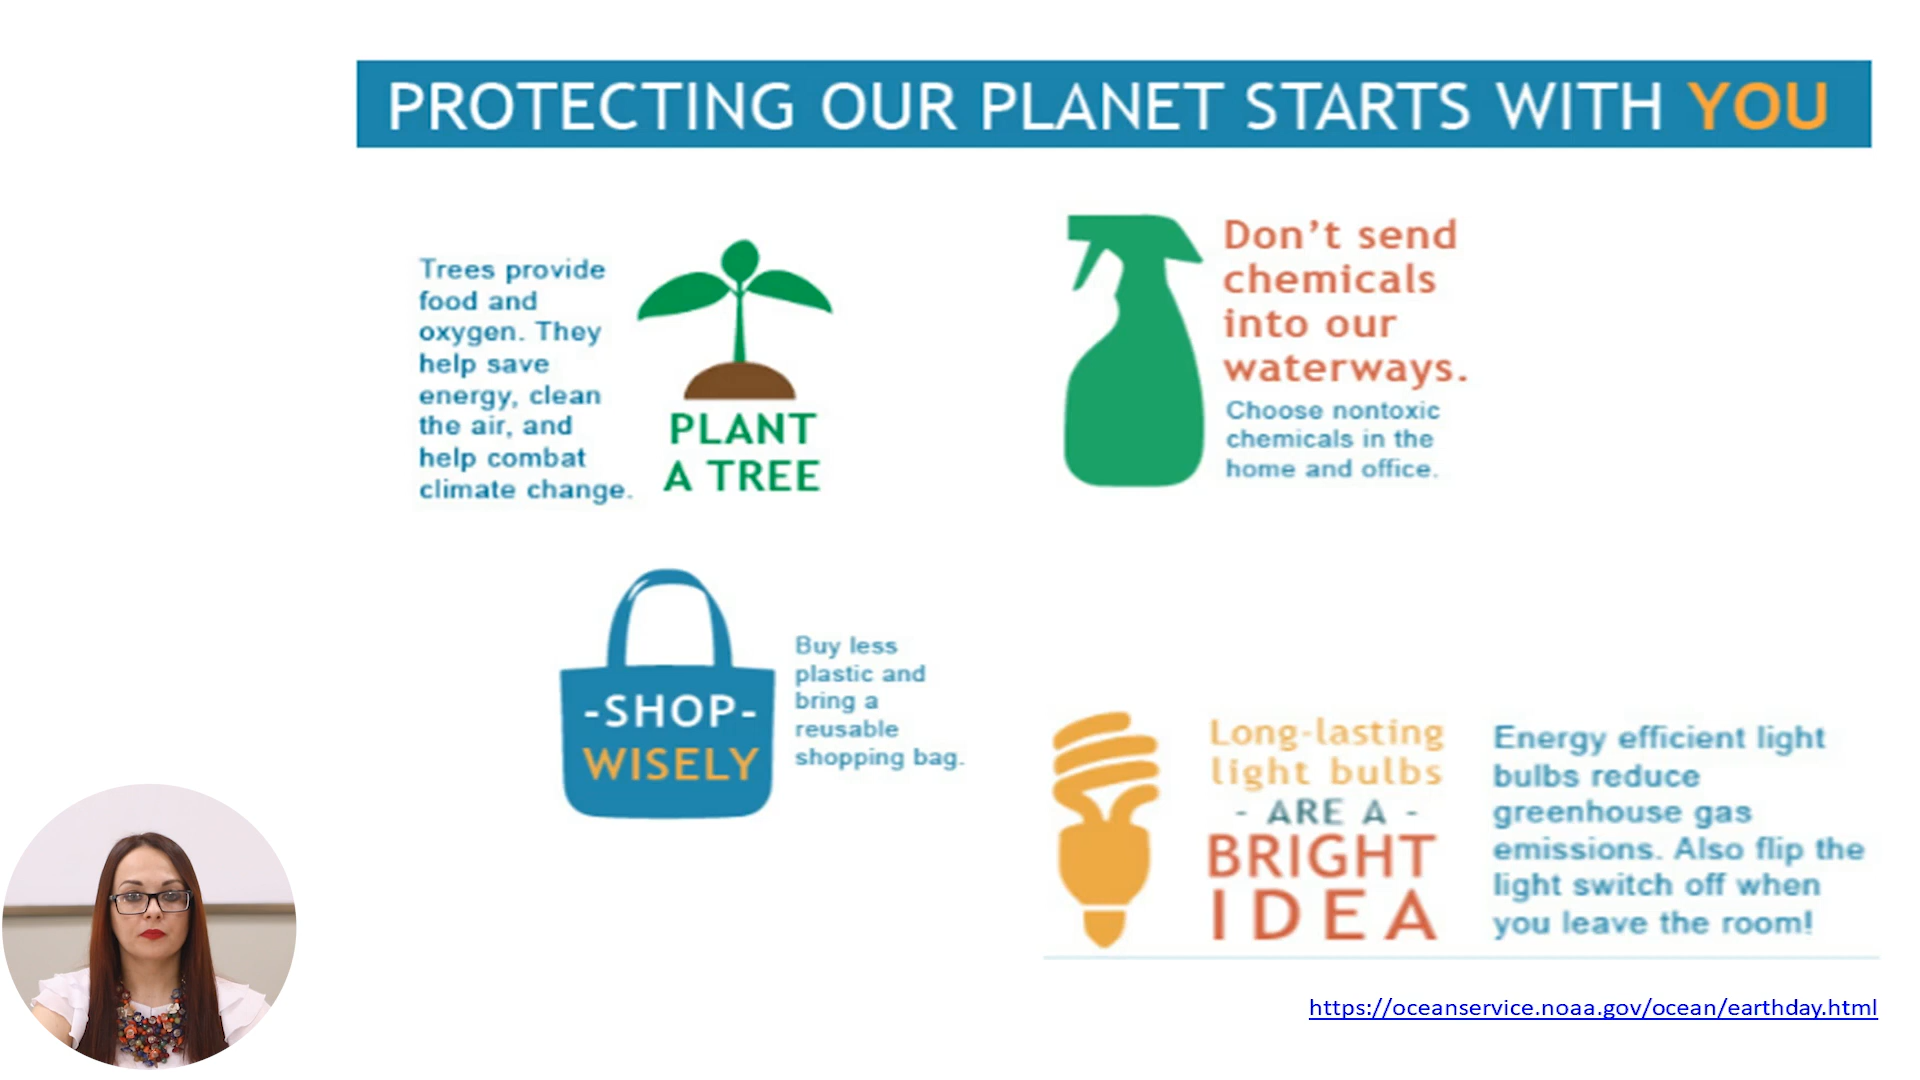 PROTECTING OUR PLANET STARTS WITH YOU
Trees provide
food and
oxygen. They
help save
energy, clean
the air, and
help combat
climate change.
PLANT
A TREE
Don't send
chemicals
into our
waterways.
Choose nontoxic
chemicals in the
home and office.
-SHOP-
WISELY
Buy less
plastic and
bring a
reusable
shopping bag.
Long-lasting
light bulbs
- ARE A -
BRIGHT
IDEA
Energy efficient light
bulbs reduce
greenhouse gas
emissions. Also flip the
light switch off when
you leave the room!
https://oceanservice.noaa.gov/ocean/earthday.html